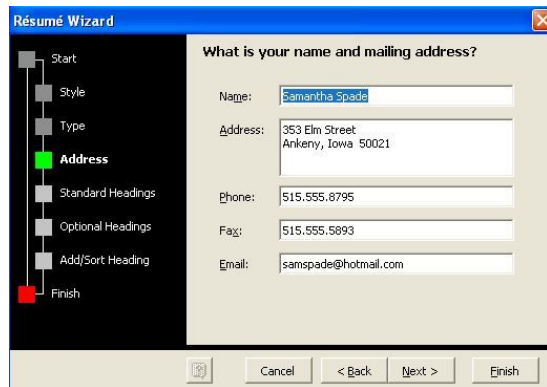 Résumé Wizard
Start
Style
Type
Address
Standard Headings
Optional Headings
Add/Sort Heading
Finish
What is your name and mailing address?
Name: Samantha Spade
Address: 353 Elm Street
Ankeny, Iowa 50021
Phone: 515.555.8795
Fax: 515.555.5893
Email: samspade@hotmail.com
Cancel < Back Next > Finish